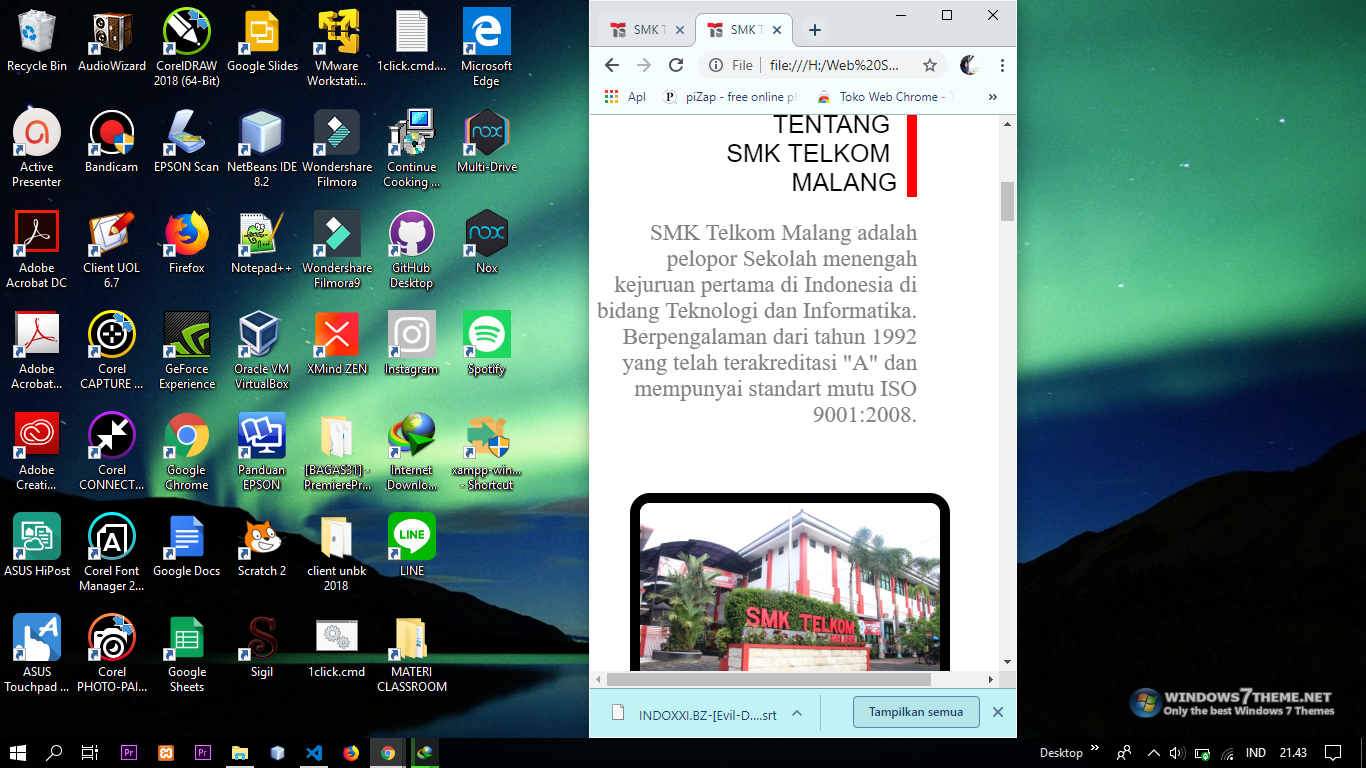 Recycle Bin
AudioWizard
CorelDRAW
2018 (64-Bit)
Google Slides
VMware
Workstati...
1click.cmd....
Microsoft
Edge
Active
Presenter
Bandicam
EPSON Scan
NetBeans IDE
8.2
Wondershare
Filmora
Continue
Cooking ...
Multi-Drive
Adobe
Acrobat DC
Client UOL
6.7
Firefox
Notepad++
Wondershare
Filmora9
GitHub
Desktop
Nox
Adobe
Acrobat...
Corel
CAPTURE ...
GeForce
Experience
Oracle VM
VirtualBox
XMind ZEN
Instagram
Spotify
Adobe
Creati...
Corel
CONNECT...
Google
Chrome
Panduan
EPSON
[BAGAS31] -
PremierePr...
Internet
Downlo...
xampp-win...
- Shortcut
ASUS HiPost
Corel Font
Manager 2...
Google Docs
Scratch 2
client unbk
2018
LINE
ASUS
Touchpad ...
Corel
PHOTO-PAI...
Google
Sheets
Sigil
1click.cmd
MATERI
CLASSROOM
SMK T
SMK T
File
file:///H:/Web%20S...
Apl
piZap - free online p
Toko Web Chrome -
TENTANG
SMK TELKOM
MALANG
SMK Telkom Malang adalah
pelopor Sekolah menengah
kejuruan pertama di Indonesia di
bidang Teknologi dan Informatika.
Berpengalaman dari tahun 1992
yang telah terakreditasi "A" dan
mempunyai standart mutu ISO
9001:2008.
SMK TELKOM
MALANG
INDOXXI.BZ-[Evil-D....srt
Tampilkan semua
WINDOWS7THEME.NET
Only the best Windows 7 Themes
Desktop
IND
21.43